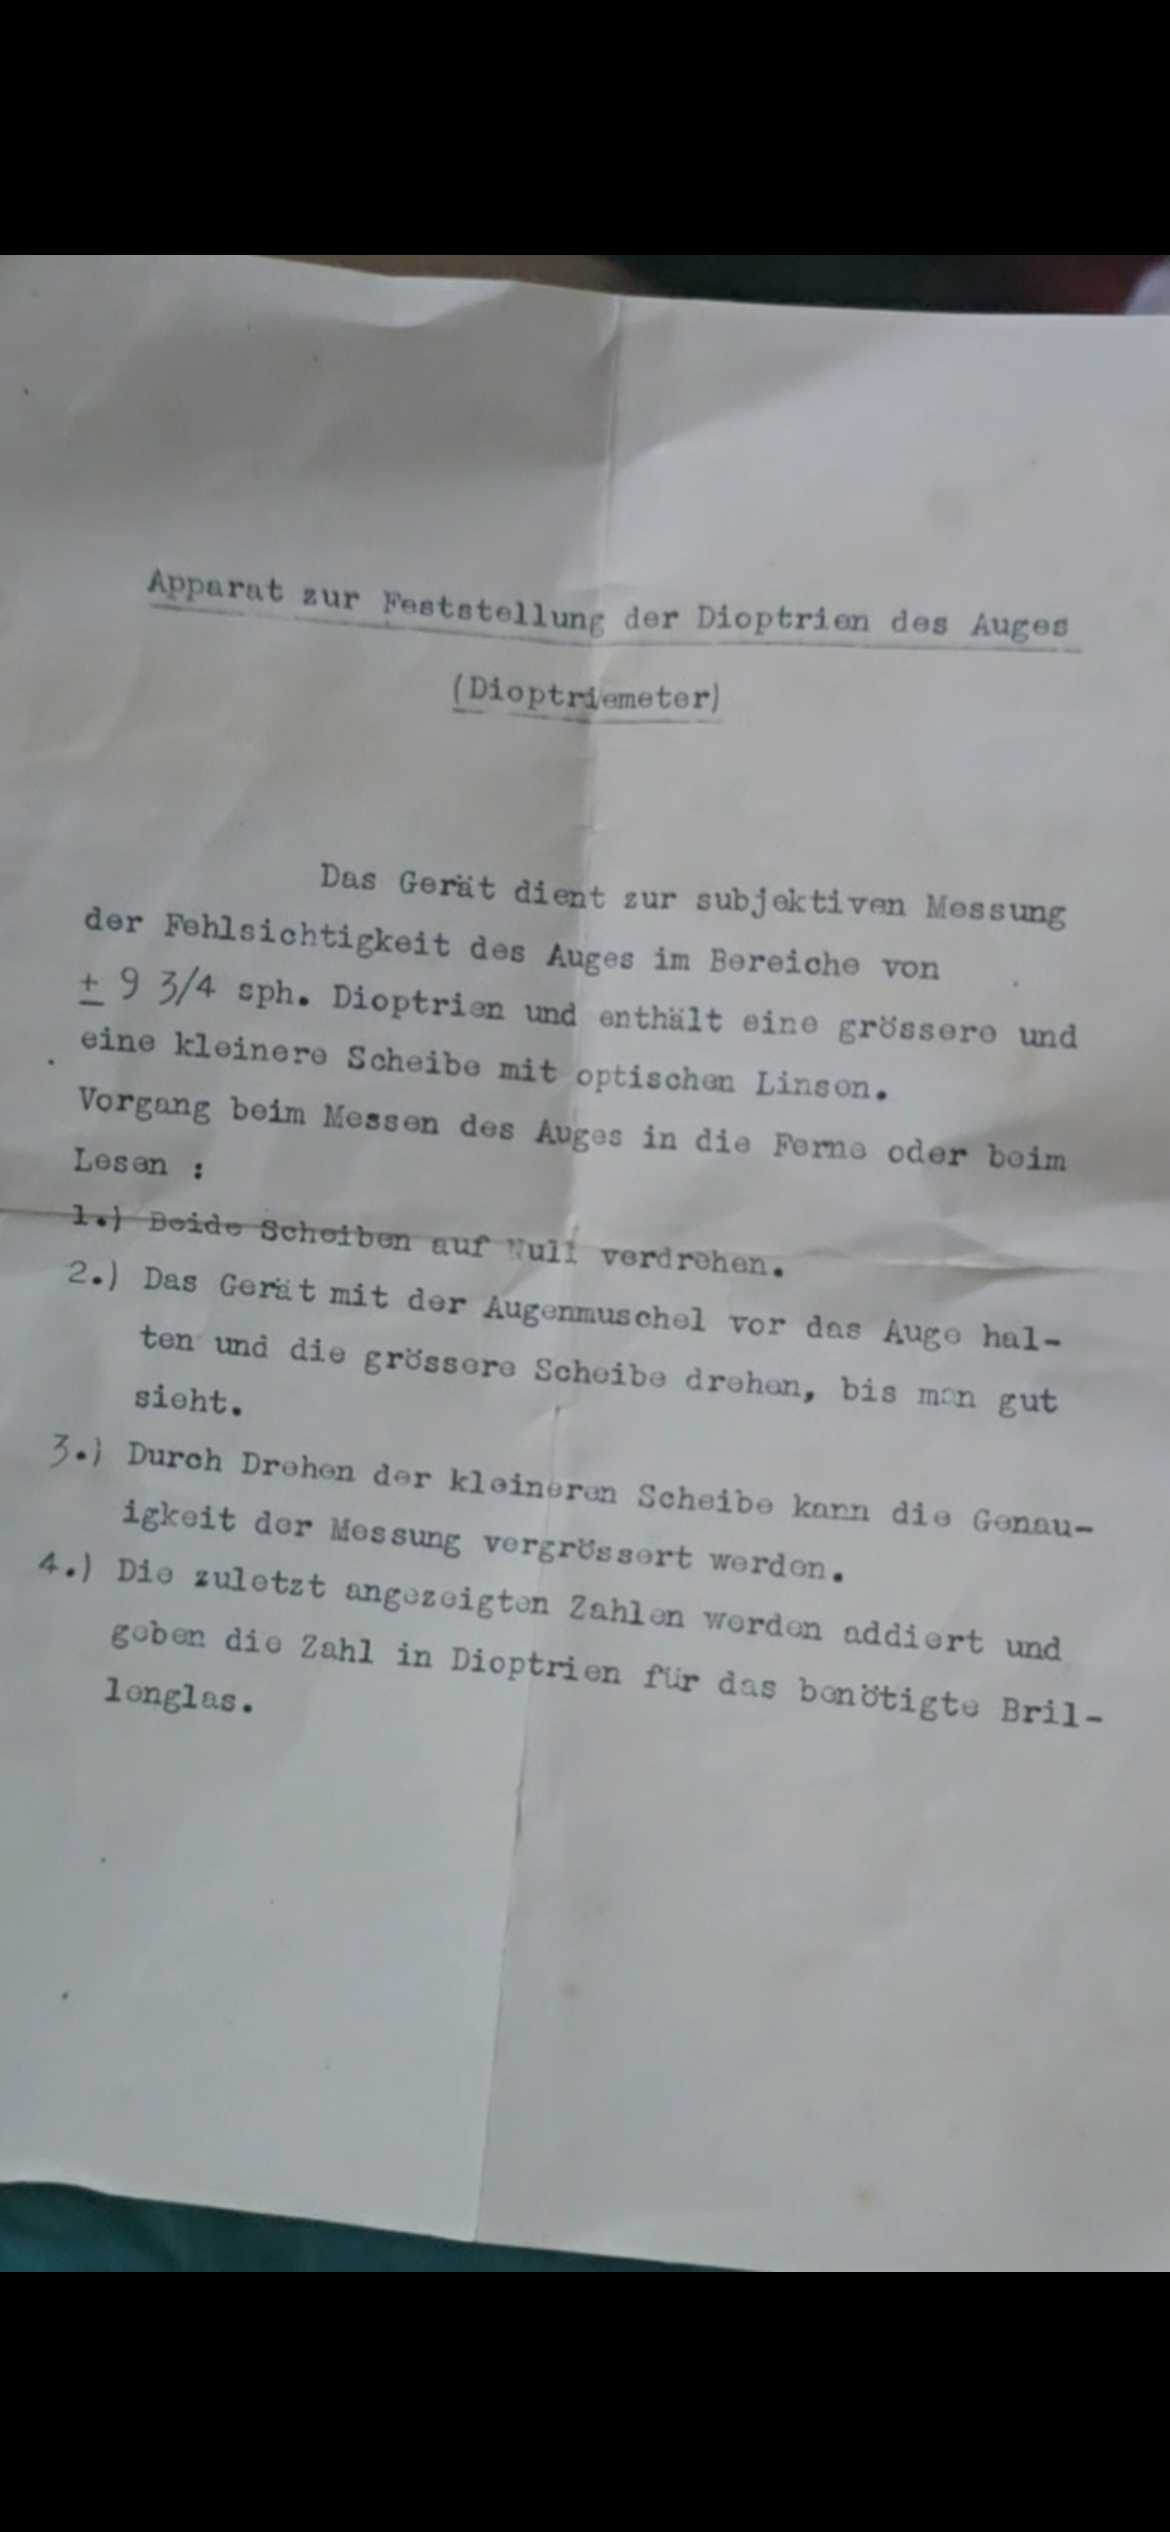 Apparat zur Feststellung der Dioptrien des Auges
(Dioptriemeter)
Das Gerät dient zur subjektiven Messung
der Fehlsichtigkeit des Auges im Bereiche von
± 9 3/4 sph. Dioptrien und enthält eine grössere und
eine kleinere Scheibe mit optischen Linsen.
Vorgang beim Messen des Auges in die Ferne oder beim
Lesen :
1.) Beide Scheiben auf Null verdrehen.
2.) Das Gerät mit der Augenmuschel vor das Auge hal-
ten und die grössere Scheibe drehen, bis man gut
sieht.
3.) Durch Drehen der kleineren Scheibe kann die Genau-
igkeit der Messung vergrössert werden.
4.) Die zuletzt angezeigten Zahlen werden addiert und
geben die Zahl in Dioptrien für das benötigte Bril-
lenglas.